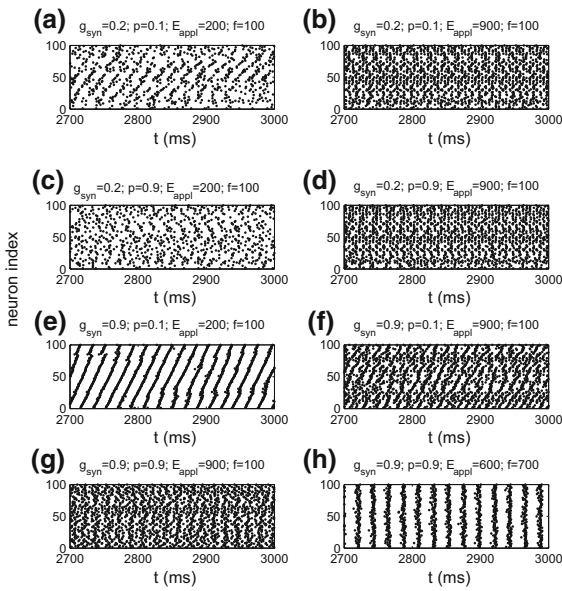 (a) g_syn=0.2; p=0.1; E_appl=200; f=100
100
50
0
2700 2800 2900 3000
t (ms)
(b) g_syn=0.2; p=0.1; E_appl=900; f=100
100
50
0
2700 2800 2900 3000
t (ms)
(c) g_syn=0.2; p=0.9; E_appl=200; f=100
100
50
0
2700 2800 2900 3000
(d) g_syn=0.2; p=0.9; E_appl=900; f=100
100
50
0
2700 2800 2900 3000
neuron index
(e) g_syn=0.9; p=0.1; E_appl=200; f=100
100
50
0
2700 2800 2900 3000
t (ms)
(f) g_syn=0.9; p=0.1; E_appl=900; f=100
100
50
0
2700 2800 2900 3000
t (ms)
(g) g_syn=0.9; p=0.9; E_appl=900; f=100
100
50
0
2700 2800 2900 3000
t (ms)
(h) g_syn=0.9; p=0.9; E_appl=600; f=700
100
50
0
2700 2800 2900 3000
t (ms)